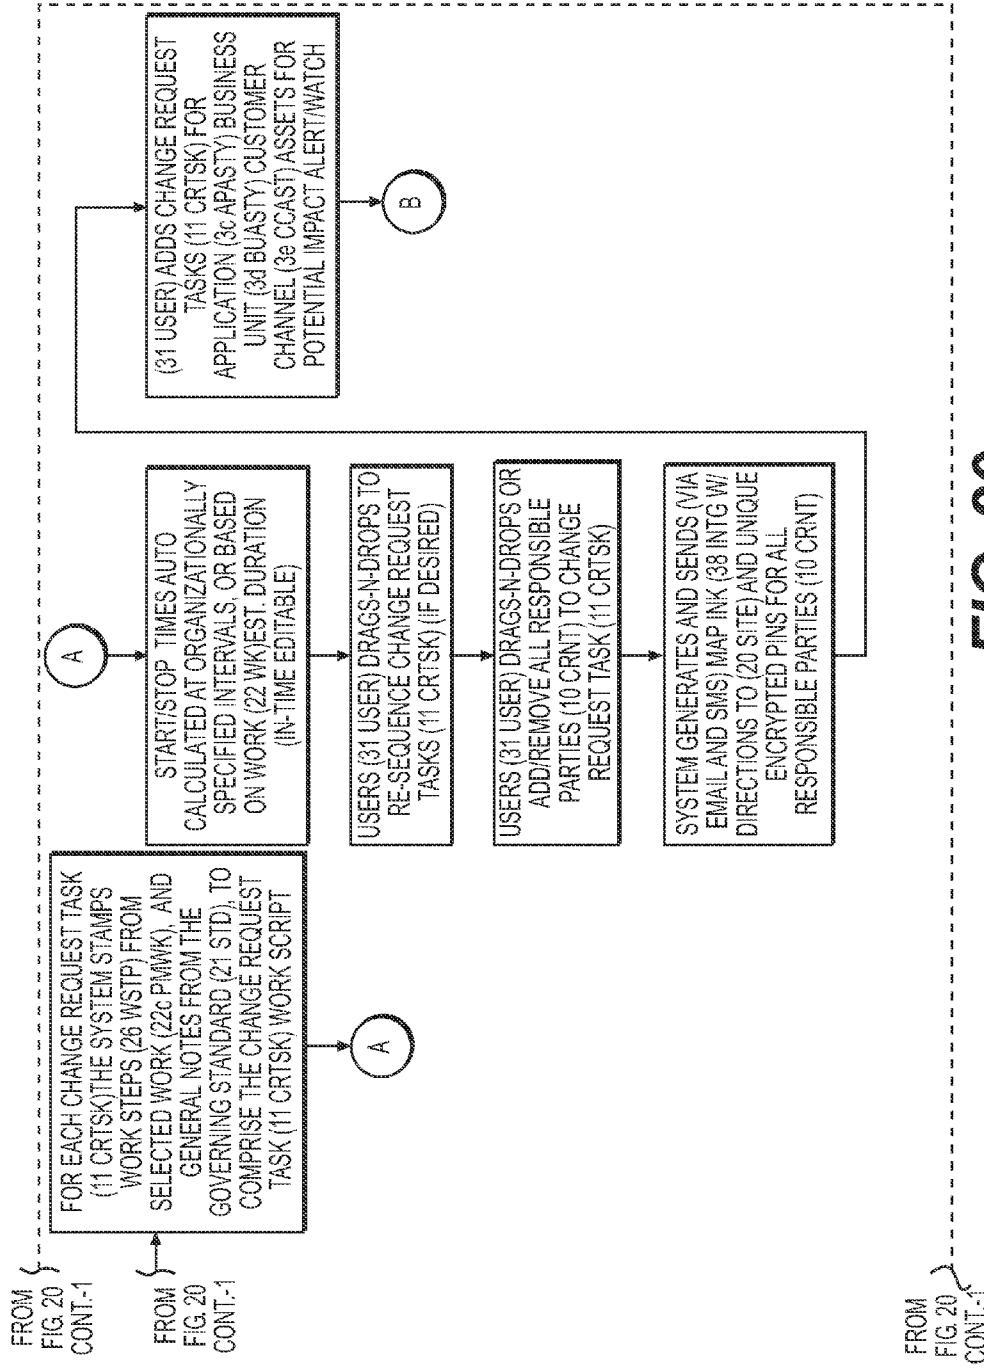 FROM
FIG. 20
CONT.-1
FROM
FIG. 20
CONT.-1
FOR EACH CHANGE REQUEST TASK
(11 CRTSK)THE SYSTEM STAMPS
WORK STEPS (26 WSTP) FROM
SELECTED WORK (22c PMWK), AND
GENERAL NOTES FROM THE
GOVERNING STANDARD (21 STD), TO
COMPRISE THE CHANGE REQUEST
TASK (11 CRTSK) WORK SCRIPT
A
A
START/STOP TIMES AUTO
CALCULATED AT ORGANIZATIONALLY
SPECIFIED INTERVALS, OR BASED
ON WORK (22 WK)EST. DURATION
(IN-TIME EDITABLE)
USERS (31 USER) DRAGS-N-DROPS TO
RE-SEQUENCE CHANGE REQUEST
TASKS (11 CRTSK) (IF DESIRED)
USERS (31 USER) DRAGS-N-DROPS OR
ADD/REMOVE ALL RESPONSIBLE
PARTIES (10 CRNT) TO CHANGE
REQUEST TASK (11 CRTSK)
SYSTEM GENERATES AND SENDS (VIA
EMAIL AND SMS) MAP INK (38 INTG W/
DIRECTIONS TO (20 SITE) AND UNIQUE
ENCRYPTED PINS FOR ALL
RESPONSIBLE PARTIES (10 CRNT)
(31 USER) ADDS CHANGE REQUEST
TASKS (11 CRTSK) FOR
APPLICATION (3c APASTY) BUSINESS
UNIT (3d BUASTY) CUSTOMER
CHANNEL (3e CCAST) ASSETS FOR
POTENTIAL IMPACT ALERT/WATCH
B
FROM
FIG. 20
CONT.-1